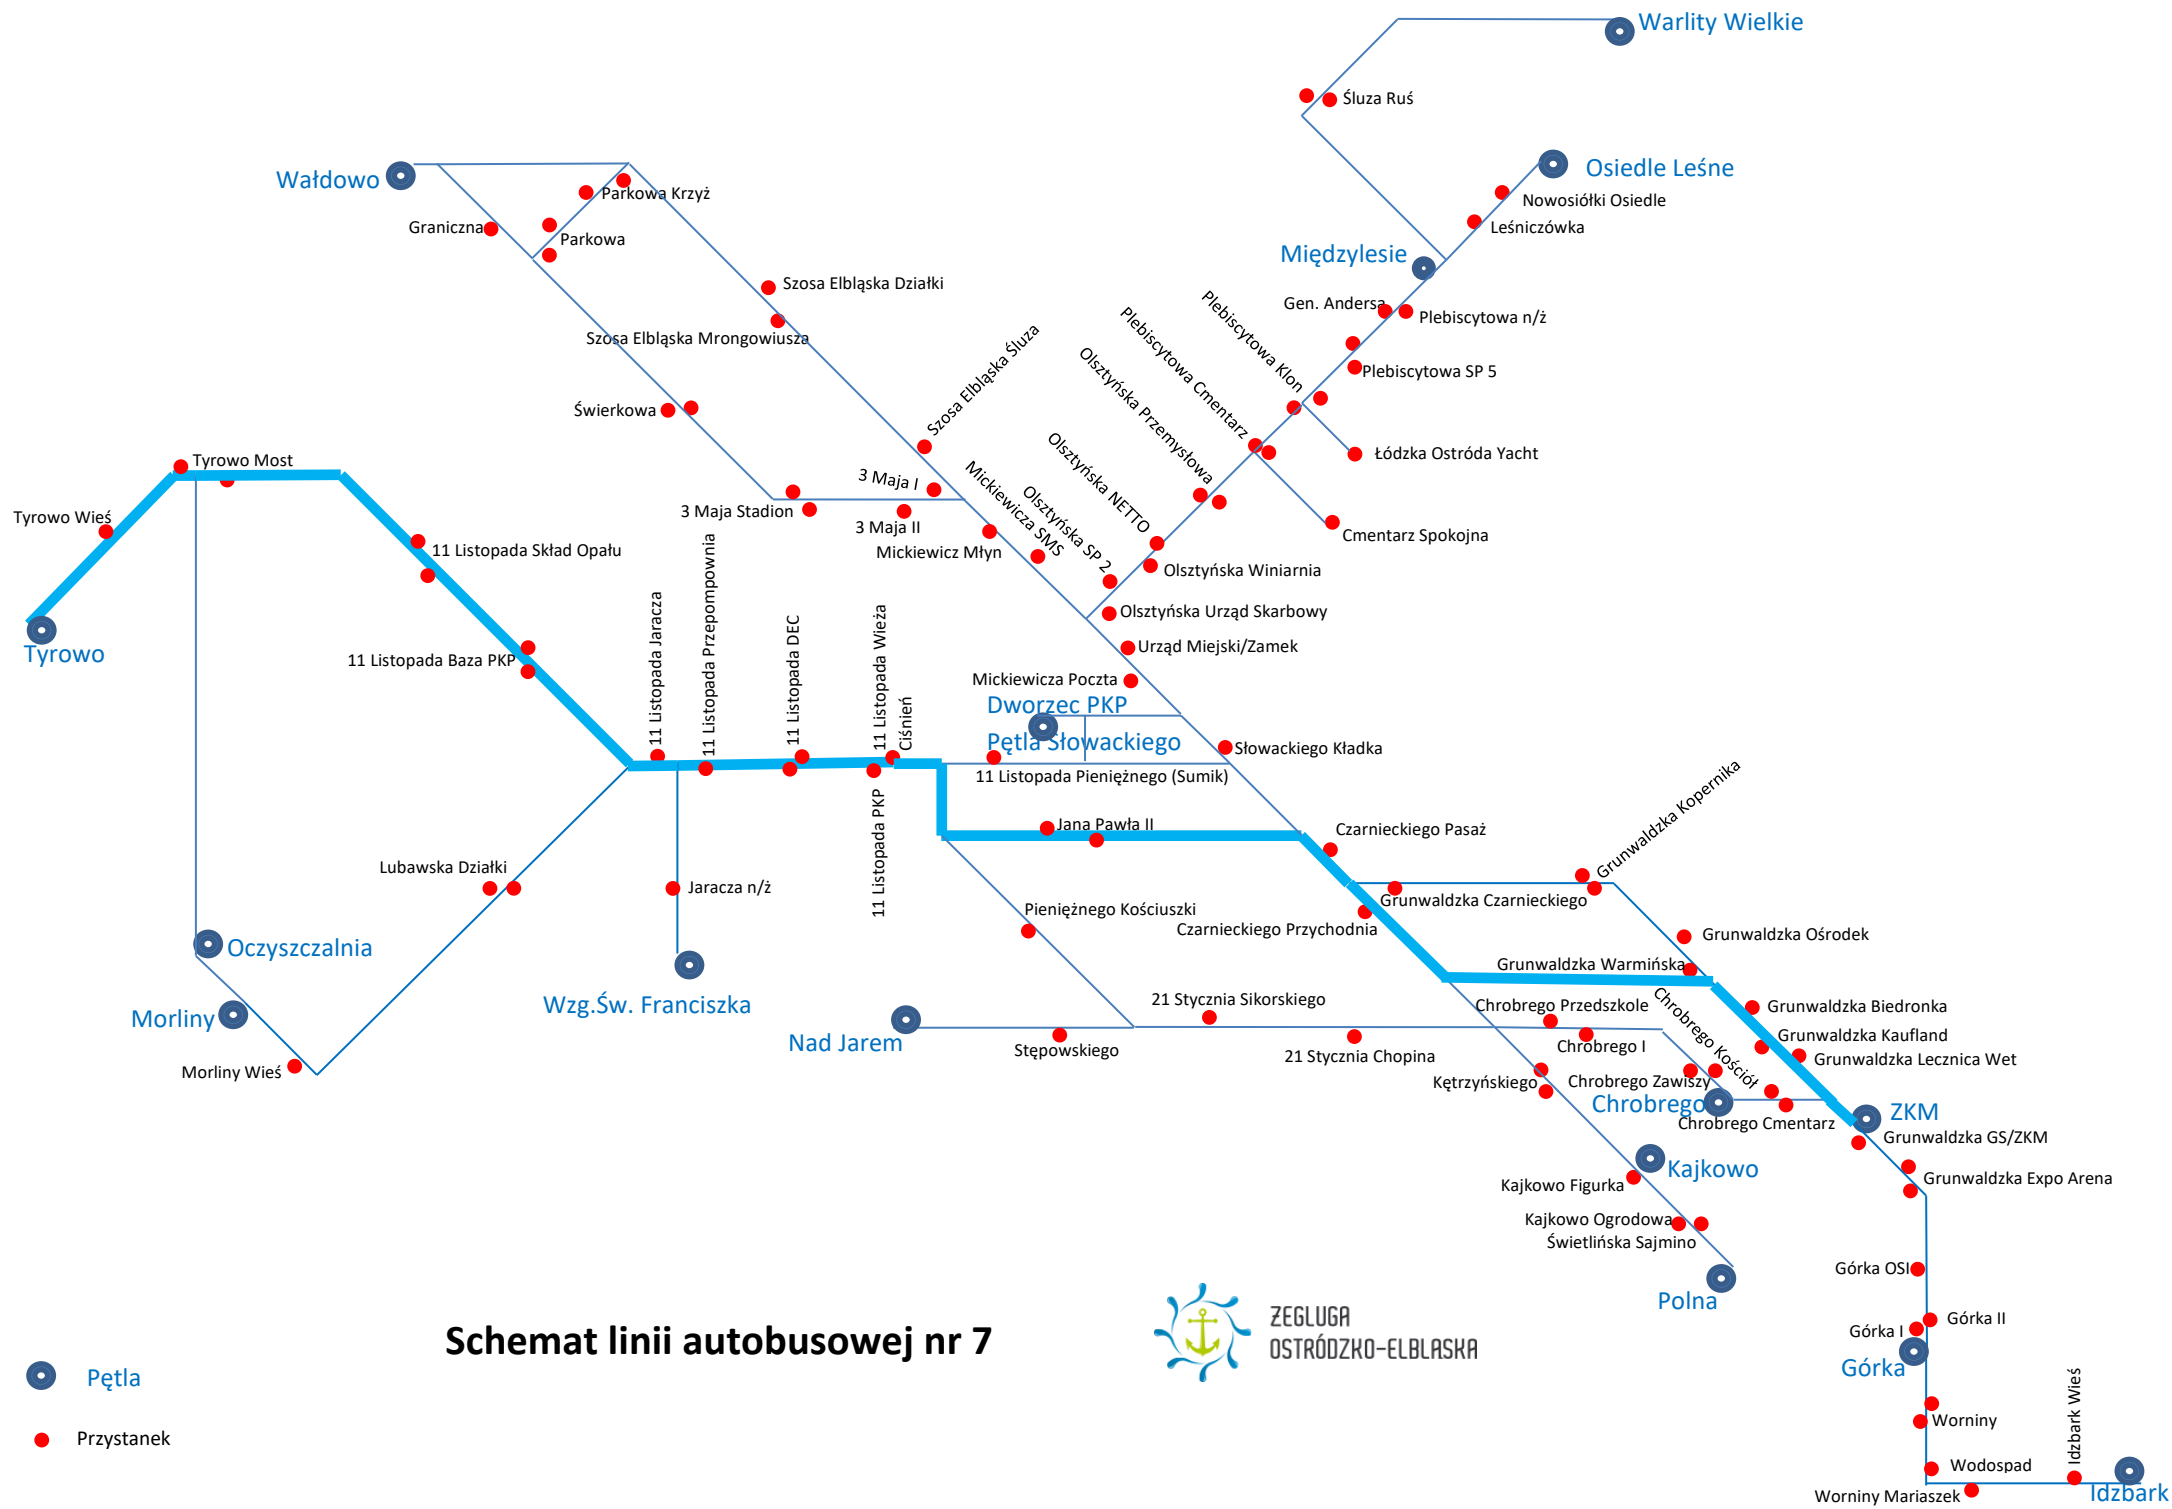 Warlity Wielkie
Śluza Ruś
Wałdowo
Osiedle Leśne
Parkowa Krzyż
Nowosiółki Osiedle
Graniczna
Leśniczówka
Parkowa
Międzylesie
Szosa Elbląska Działki
Gen. Andersa
Plebiscytowa n/ż
Szosa Elbląska Mrongowiusza
Plebiscytowa Klon
Plebiscytowa Cmentarz
Olsztyńska Przemysłowa
Szosa Elbląska Śluza
Plebiscytowa SP 5
Świerkowa
Olsztyńska NETTO
Łódzka Ostróda Yacht
Tyrowo Most
3 Maja I
Mickiewicza SMS
Olsztyńska SP 2
3 Maja Stadion
3 Maja II
Tyrowo Wieś
Mickiewicz Młyn
Cmentarz Spokojna
11 Listopada Skład Opału
Olsztyńska Winiarnia
Olsztyńska Urząd Skarbowy
Tyrowo
11 Listopada Baza PKP
11 Listopada Jaracza
11 Listopada Przepompownia
11 Listopada DEC
11 Listopada Wieża
Ciśnień
Urząd Miejski/Zamek
Mickiewicza Poczta
Dworzec PKP
Pętla Słowackiego
Słowackiego Kładka
11 Listopada Pieniężnego (Sumik)
Grunwaldzka Kopernika
11 Listopada PKP
Jana Pawła II
Czarnieckiego Pasaż
Lubawska Działki
Jaracza n/ż
Grunwaldzka Czarnieckiego
Pieniężnego Kościuszki
Czarnieckiego Przychodnia
Grunwaldzka Ośrodek
Oczyszczalnia
Grunwaldzka Warmińska
Wzg.Św. Franciszka
21 Stycznia Sikorskiego
Chrobrego Przedszkole
Chrobrego Kościół
Grunwaldzka Biedronka
Morliny
Nad Jarem
Stępowskiego
21 Stycznia Chopina
Chrobrego I
Grunwaldzka Kaufland
Grunwaldzka Lecznica Wet
Morliny Wieś
Kętrzyńskiego
Chrobrego Zawiszy
Chrobrego
Chrobrego Cmentarz
ZKM
Grunwaldzka GS/ZKM
Kajkowo
Kajkowo Figurka
Grunwaldzka Expo Arena
Kajkowo Ogrodowa
Świetlińska Sajmino
Górka OSI
Polna
Górka II
Górka I
Górka
Schemat linii autobusowej nr 7
ŻEGLUGA
OSTRÓDZKO-ELBLASKA
Pętla
Przystanek
Worniny
Idzbark Wieś
Wodospad
Worniny Mariaszek
Idzbark